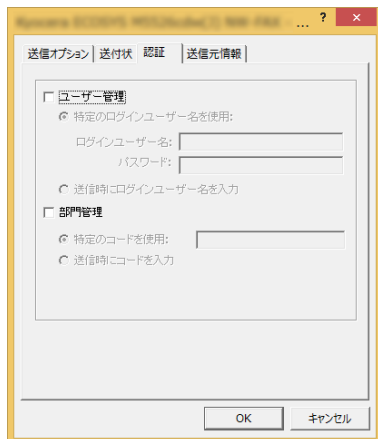 ... ? ×
送信オプション 送付状 認証 送信元情報
ユーザー管理
特定のログインユーザー名を使用:
ログインユーザー名:
パスワード:
送信時にログインユーザー名を入力
部門管理
特定のコードを使用:
送信時にコードを入力
OK キャンセル